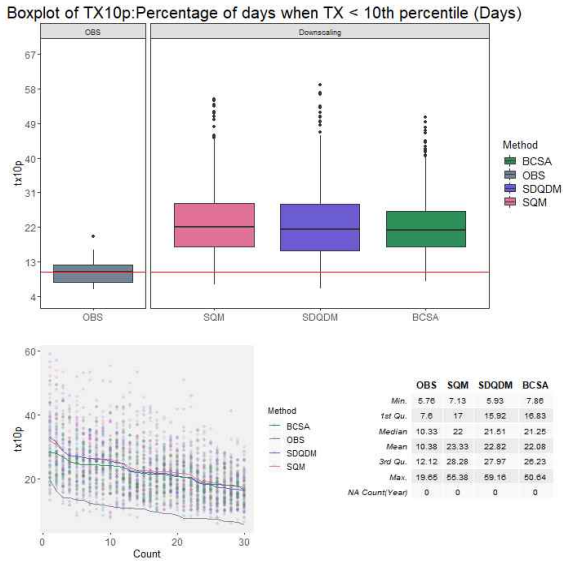 Boxplot of TX10p:Percentage of days when TX < 10th percentile (Days)
OBS
Downscaling
67
58
49
40
31
22
13
4
tx10p
OBS
SQM
SDQDM
BCSA
Method
BCSA
OBS
SDQDM
SQM
60
40
20
tx10p
0
10
20
30
Count
Method
BCSA
OBS
SDQDM
SQM
OBS SQM SDQDM BCSA
Min. 5.76 7.13 5.93 7.86
1st Qu. 7.6 17 15.92 16.83
Median 10.33 22 21.51 21.25
Mean 10.38 23.33 22.82 22.08
3rd Qu. 12.12 28.28 27.97 26.23
Max. 19.65 55.38 59.16 50.64
NA Count(Year) 0 0 0 0